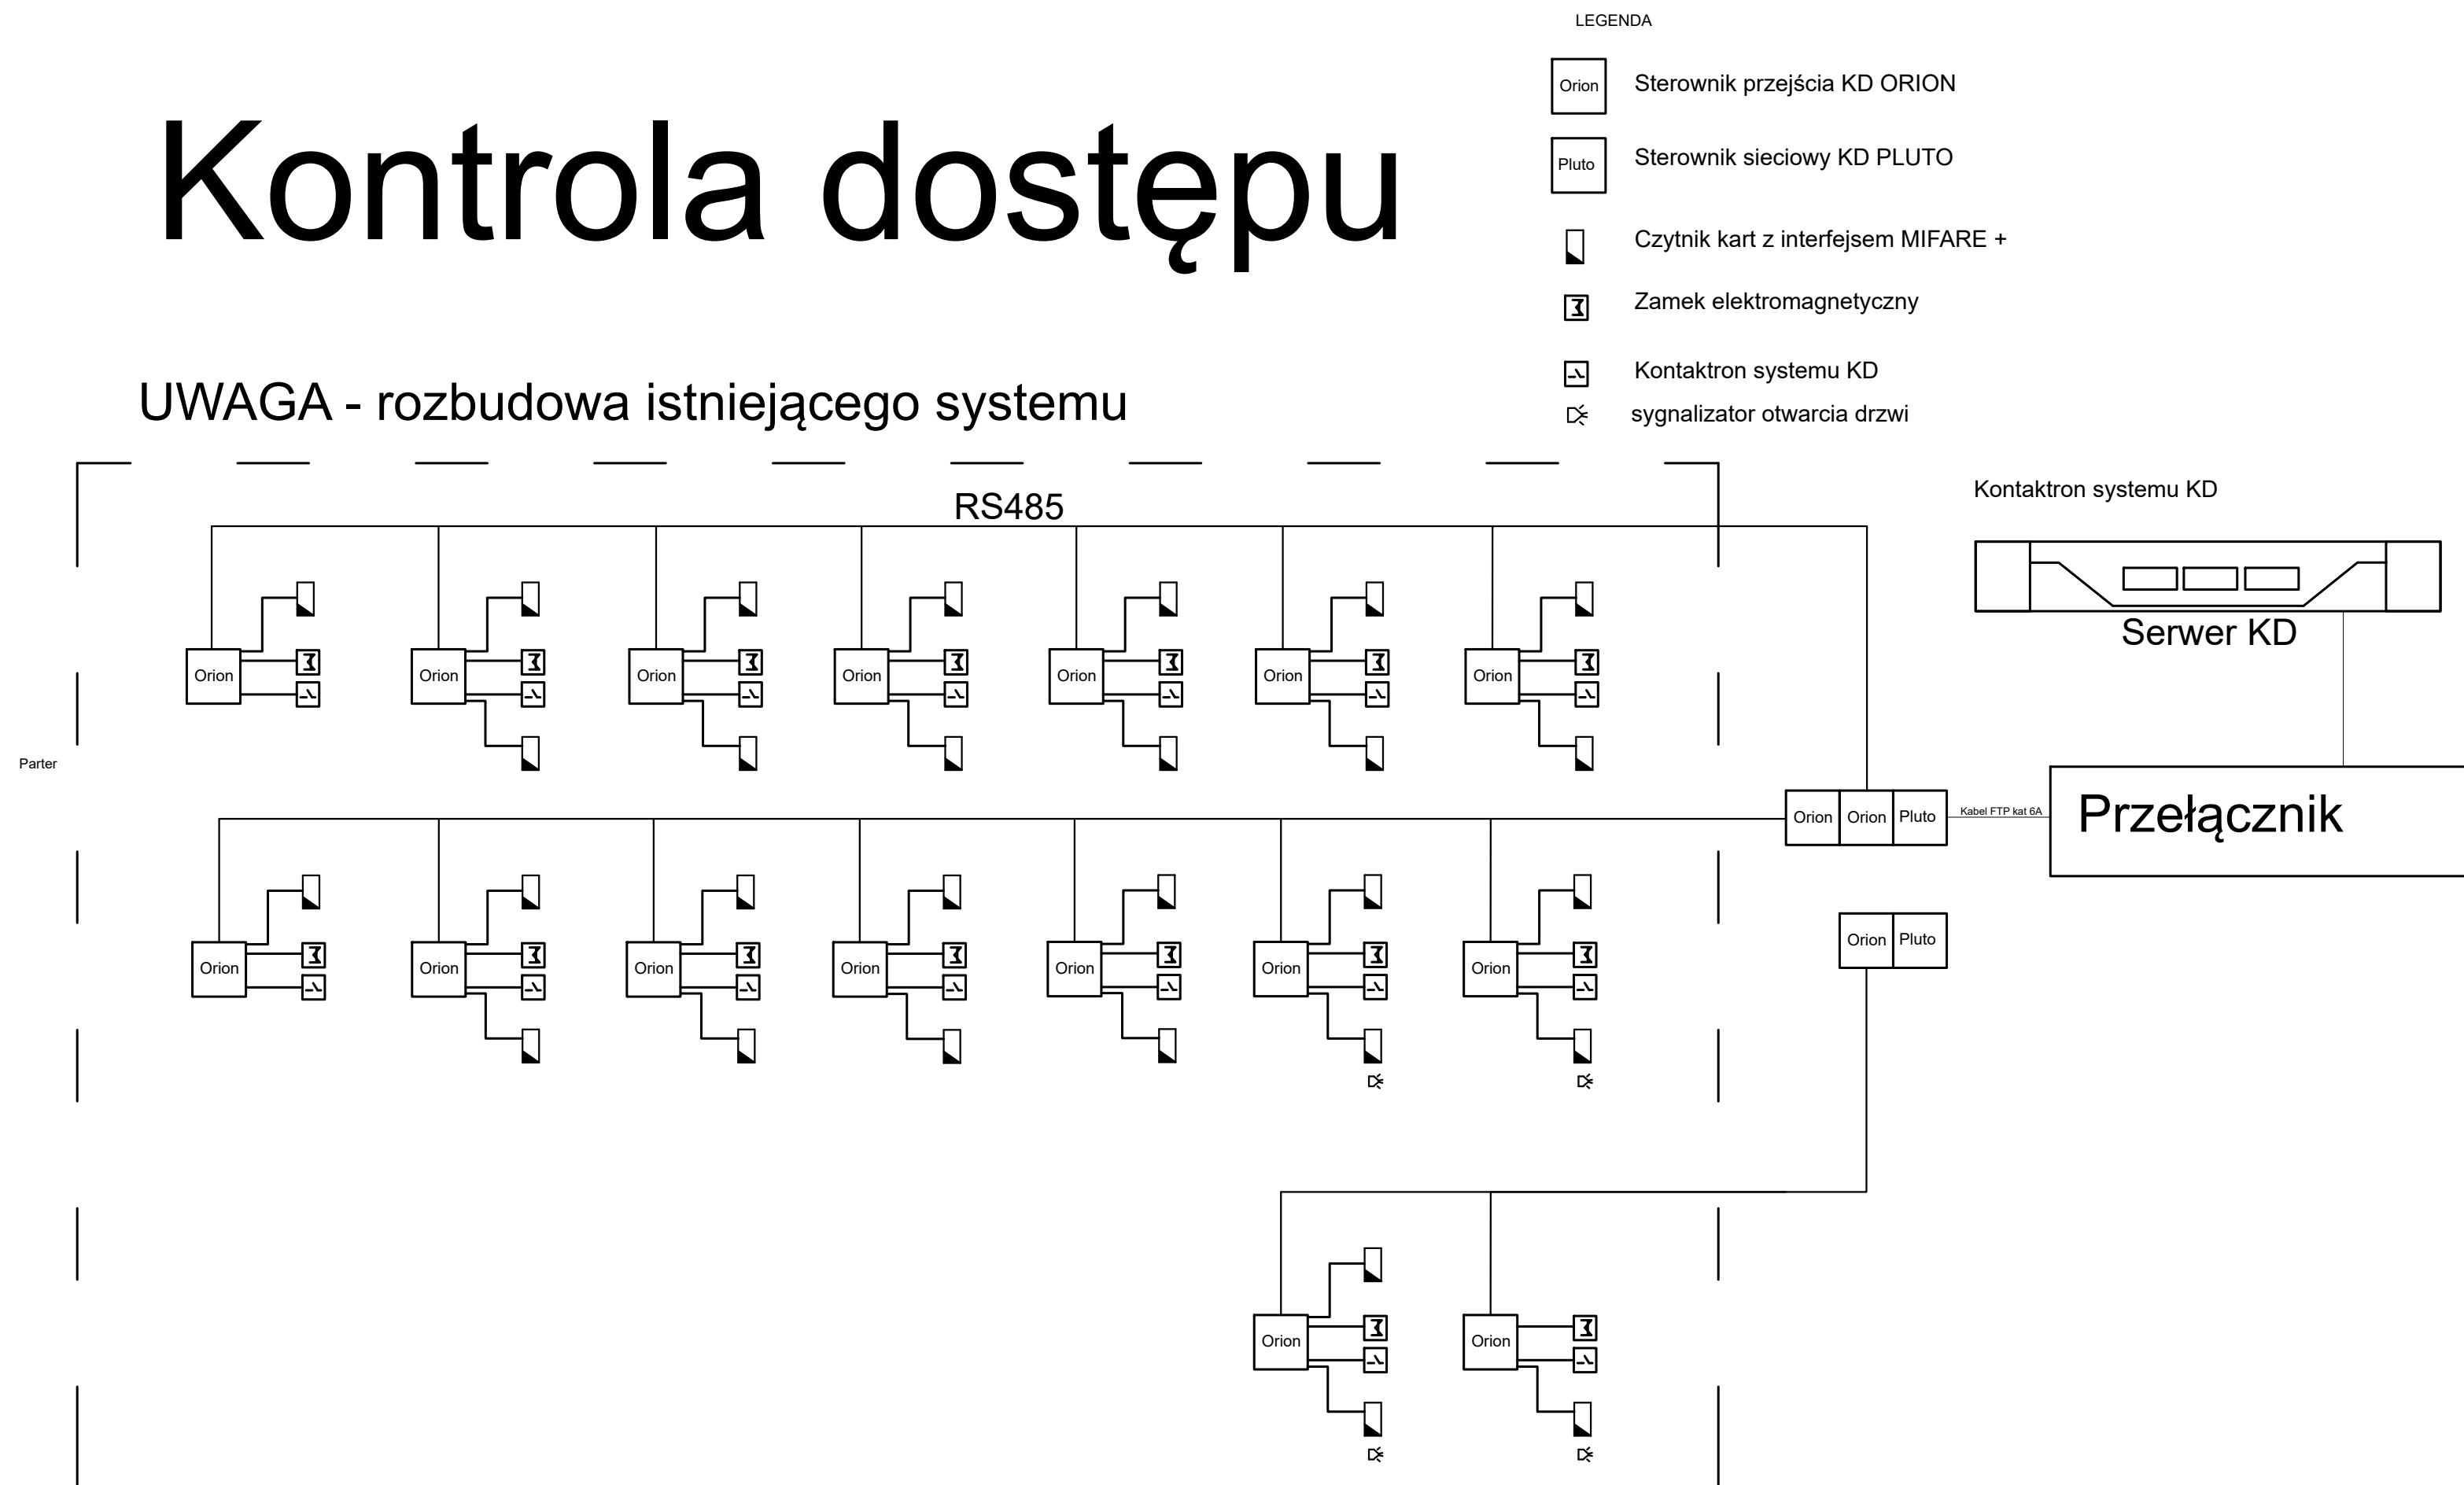 LEGENDA
Orion Sterownik przejścia KD ORION
Kontrola dostępu
Pluto Sterownik sieciowy KD PLUTO
Czytnik kart z interfejsem MIFARE +
Zamek elektromagnetyczny
Kontaktron systemu KD
UWAGA - rozbudowa istniejącego systemu
sygnalizator otwarcia drzwi
Kontaktron systemu KD
RS485
Serwer KD
Orion Orion Orion Orion Orion Orion Orion
Parter
Orion Orion Pluto Kabel FTP kat 6A Przełącznik
Orion Pluto
Orion Orion Orion Orion Orion Orion Orion
Orion Orion